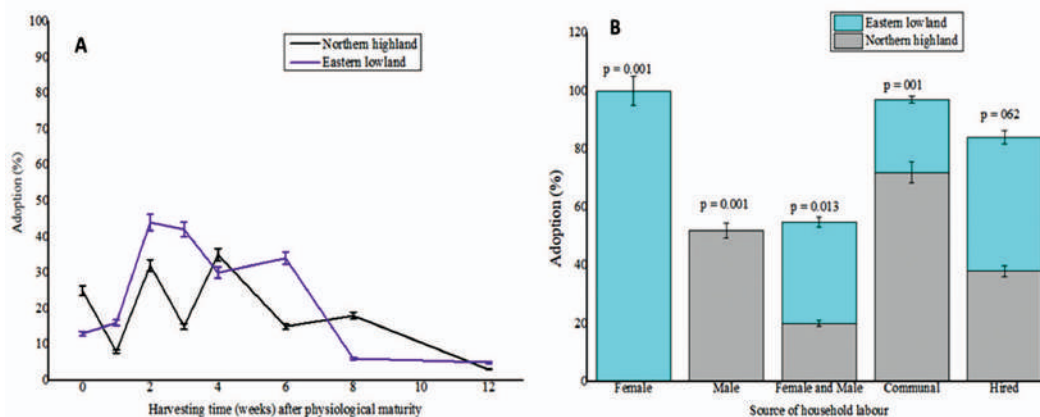 A
Northern highland
Eastern lowland
100
90
80
70
60
50
40
30
20
10
0
Adoption (%)
0 2 4 6 8 10 12
Harvesting time (weeks) after physiological maturity
B
Eastern lowland
Northern highland
120
100
80
60
40
20
0
Adoption (%)
p = 0.001
p = 0.001
p = 0.013
p = 001
p = 062
Female Male Female and Male Communal Hired
Source of household labour